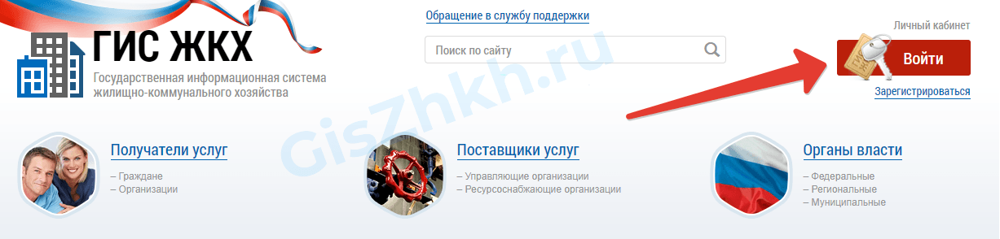 Обращение в службу поддержки
Личный кабинет
ГИС ЖКХ
Поиск по сайту
Войти
Государственная информационная система
жилищно-коммунального хозяйства
Зарегистрироваться
GisZhkh.ru
Получатели услуг
– Граждане
– Организации
Поставщики услуг
– Управляющие организации
– Ресурсоснабжающие организации
Органы власти
– Федеральные
– Региональные
– Муниципальные